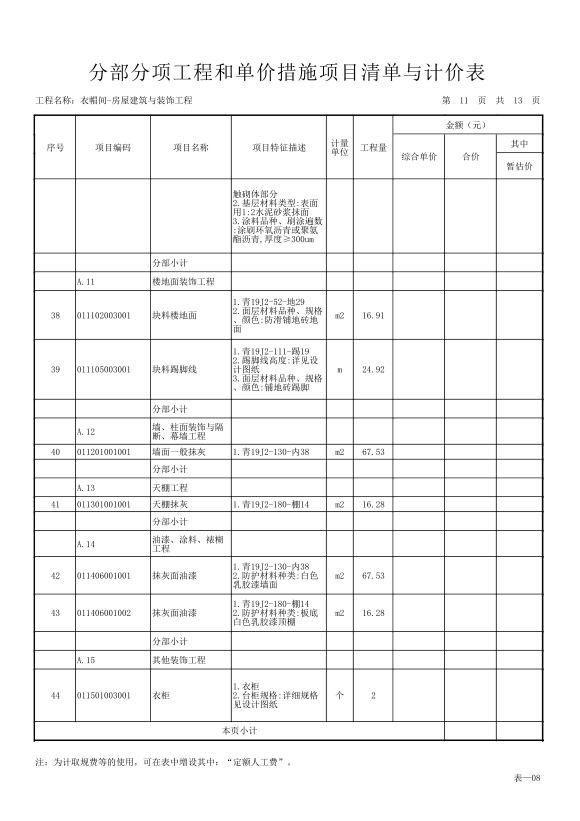 分部分项工程和单价措施项目清单与计价表
工程名称：衣帽间-房屋建筑与装饰工程 第 11 页 共 13 页
序号 项目编码 项目名称 项目特征描述 计量
单位 工程量 金额（元）
综合单价 合价 其中
暂估价
触砌体部分
2.基层材料类型:表面
用1:2水泥砂浆抹面
3.涂料品种、刷涂遍数
:涂刷环氧沥青或聚氨
酯沥青,厚度≥300um
分部小计
A.11 楼地面装饰工程
38 011102003001 块料楼地面 1.青19J2-52-地29
2.面层材料品种、规格
、颜色:防滑铺地砖地
面 m2 16.91
39 011105003001 块料踢脚线 1.青19J2-111-踢19
2.踢脚线高度:详见设
计图纸
3.面层材料品种、规格
、颜色:铺地砖踢脚 m 24.92
分部小计
A.12 墙、柱面装饰与隔
断、幕墙工程
40 011201001001 墙面一般抹灰 1.青19J2-130-内38 m2 67.53
分部小计
A.13 天棚工程
41 011301001001 天棚抹灰 1.青19J2-180-棚14 m2 16.28
分部小计
A.14 油漆、涂料、裱糊
工程
42 011406001001 抹灰面油漆 1.青19J2-130-内38
2.防护材料种类:白色
乳胶漆墙面 m2 67.53
43 011406001002 抹灰面油漆 1.青19J2-180-棚14
2.防护材料种类:板底
白色乳胶漆顶棚 m2 16.28
分部小计
A.15 其他装饰工程
44 011501003001 衣柜 1.衣柜
2.台柜规格:详细规格
见设计图纸 个 2
本页小计
注：为计取规费等的使用，可在表中增设其中：“定额人工费”。
表—08